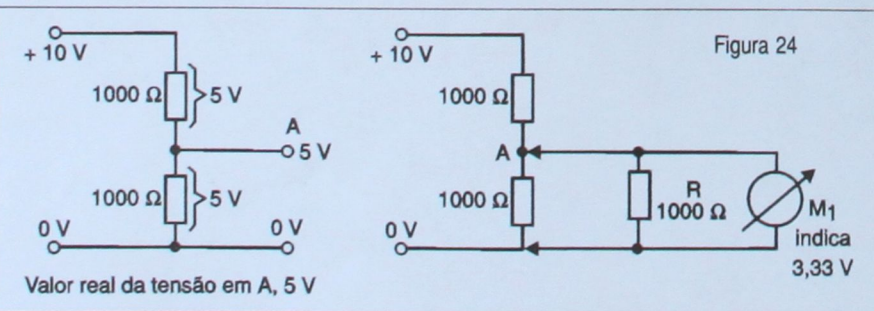 + 10 V
1000 Ω
5 V
A
5 V
1000 Ω
5 V
0 V
0 V
Valor real da tensão em A, 5 V
Figura 24
+ 10 V
1000 Ω
A
1000 Ω
R
1000 Ω
M1
indica
3,33 V
0 V